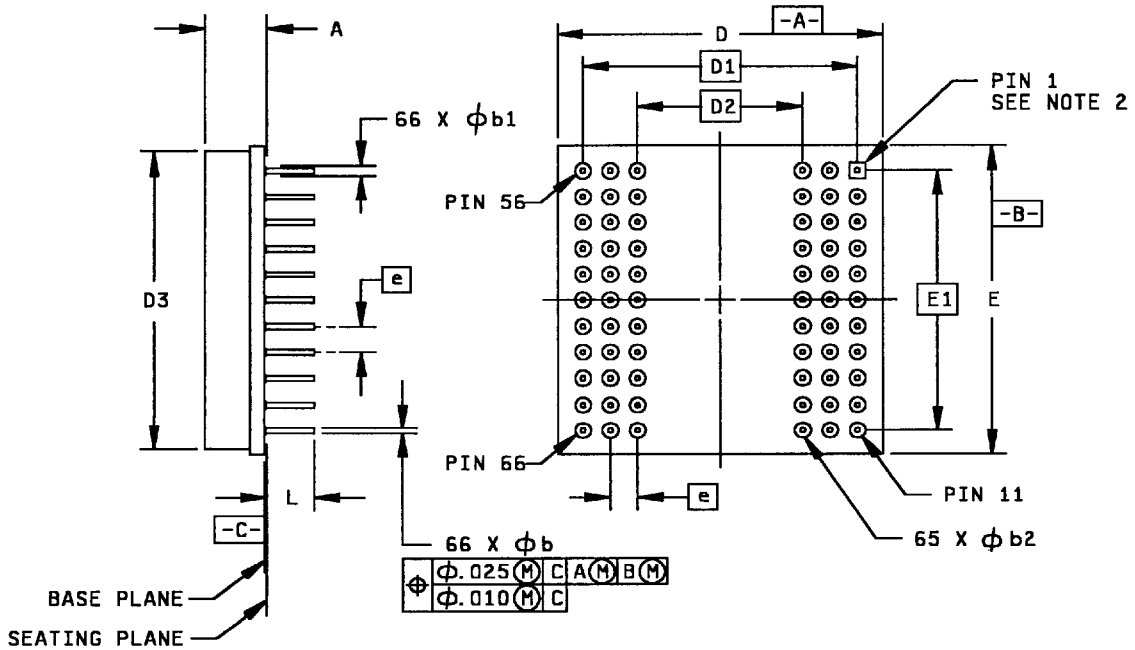 A
D
-A-
D1
PIN 1
SEE NOTE 2
D2
66 X ϕb1
PIN 56
-B-
e
D3
E1
E
PIN 66
L
e
PIN 11
-C-
65 X ϕb2
66 X ϕb
⌖ ϕ.025 Ⓜ C A Ⓜ B Ⓜ
ϕ.010 Ⓜ C
BASE PLANE
SEATING PLANE